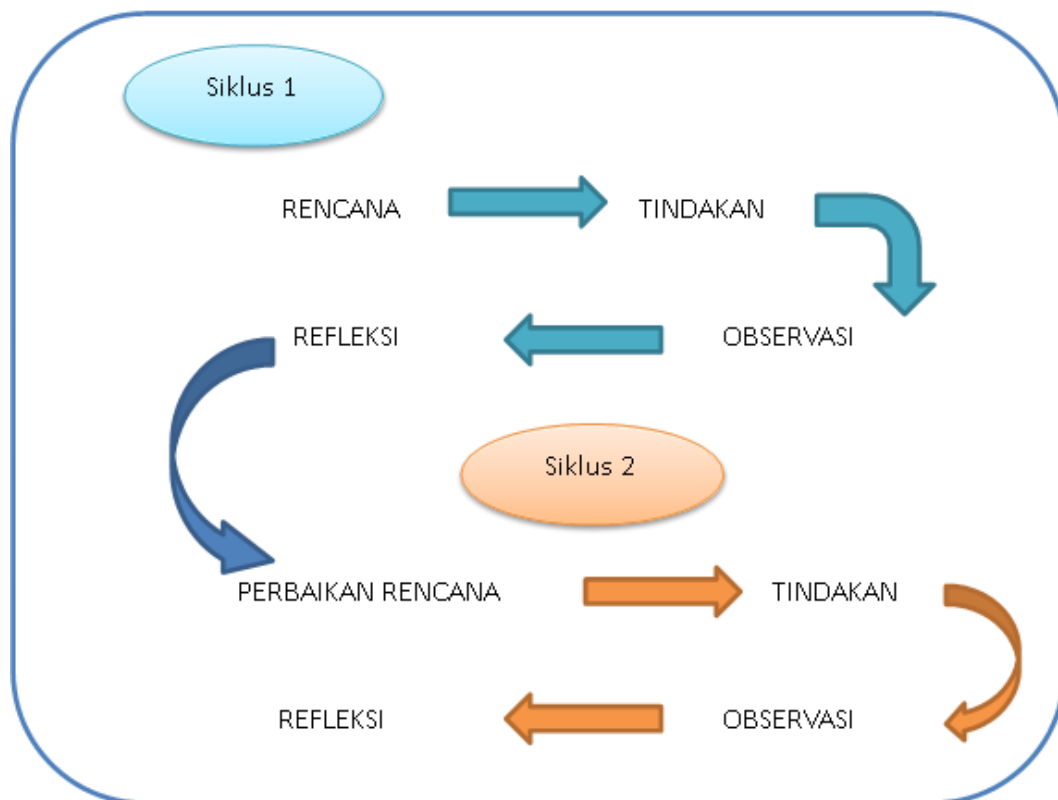 Siklus 1
RENCANA
TINDAKAN
REFLEKSI
OBSERVASI
Siklus 2
PERBAIKAN RENCANA
TINDAKAN
REFLEKSI
OBSERVASI